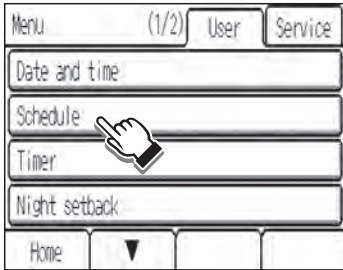 Menu (1/2) User Service
Date and time
Schedule
Timer
Night setback
Home ▼